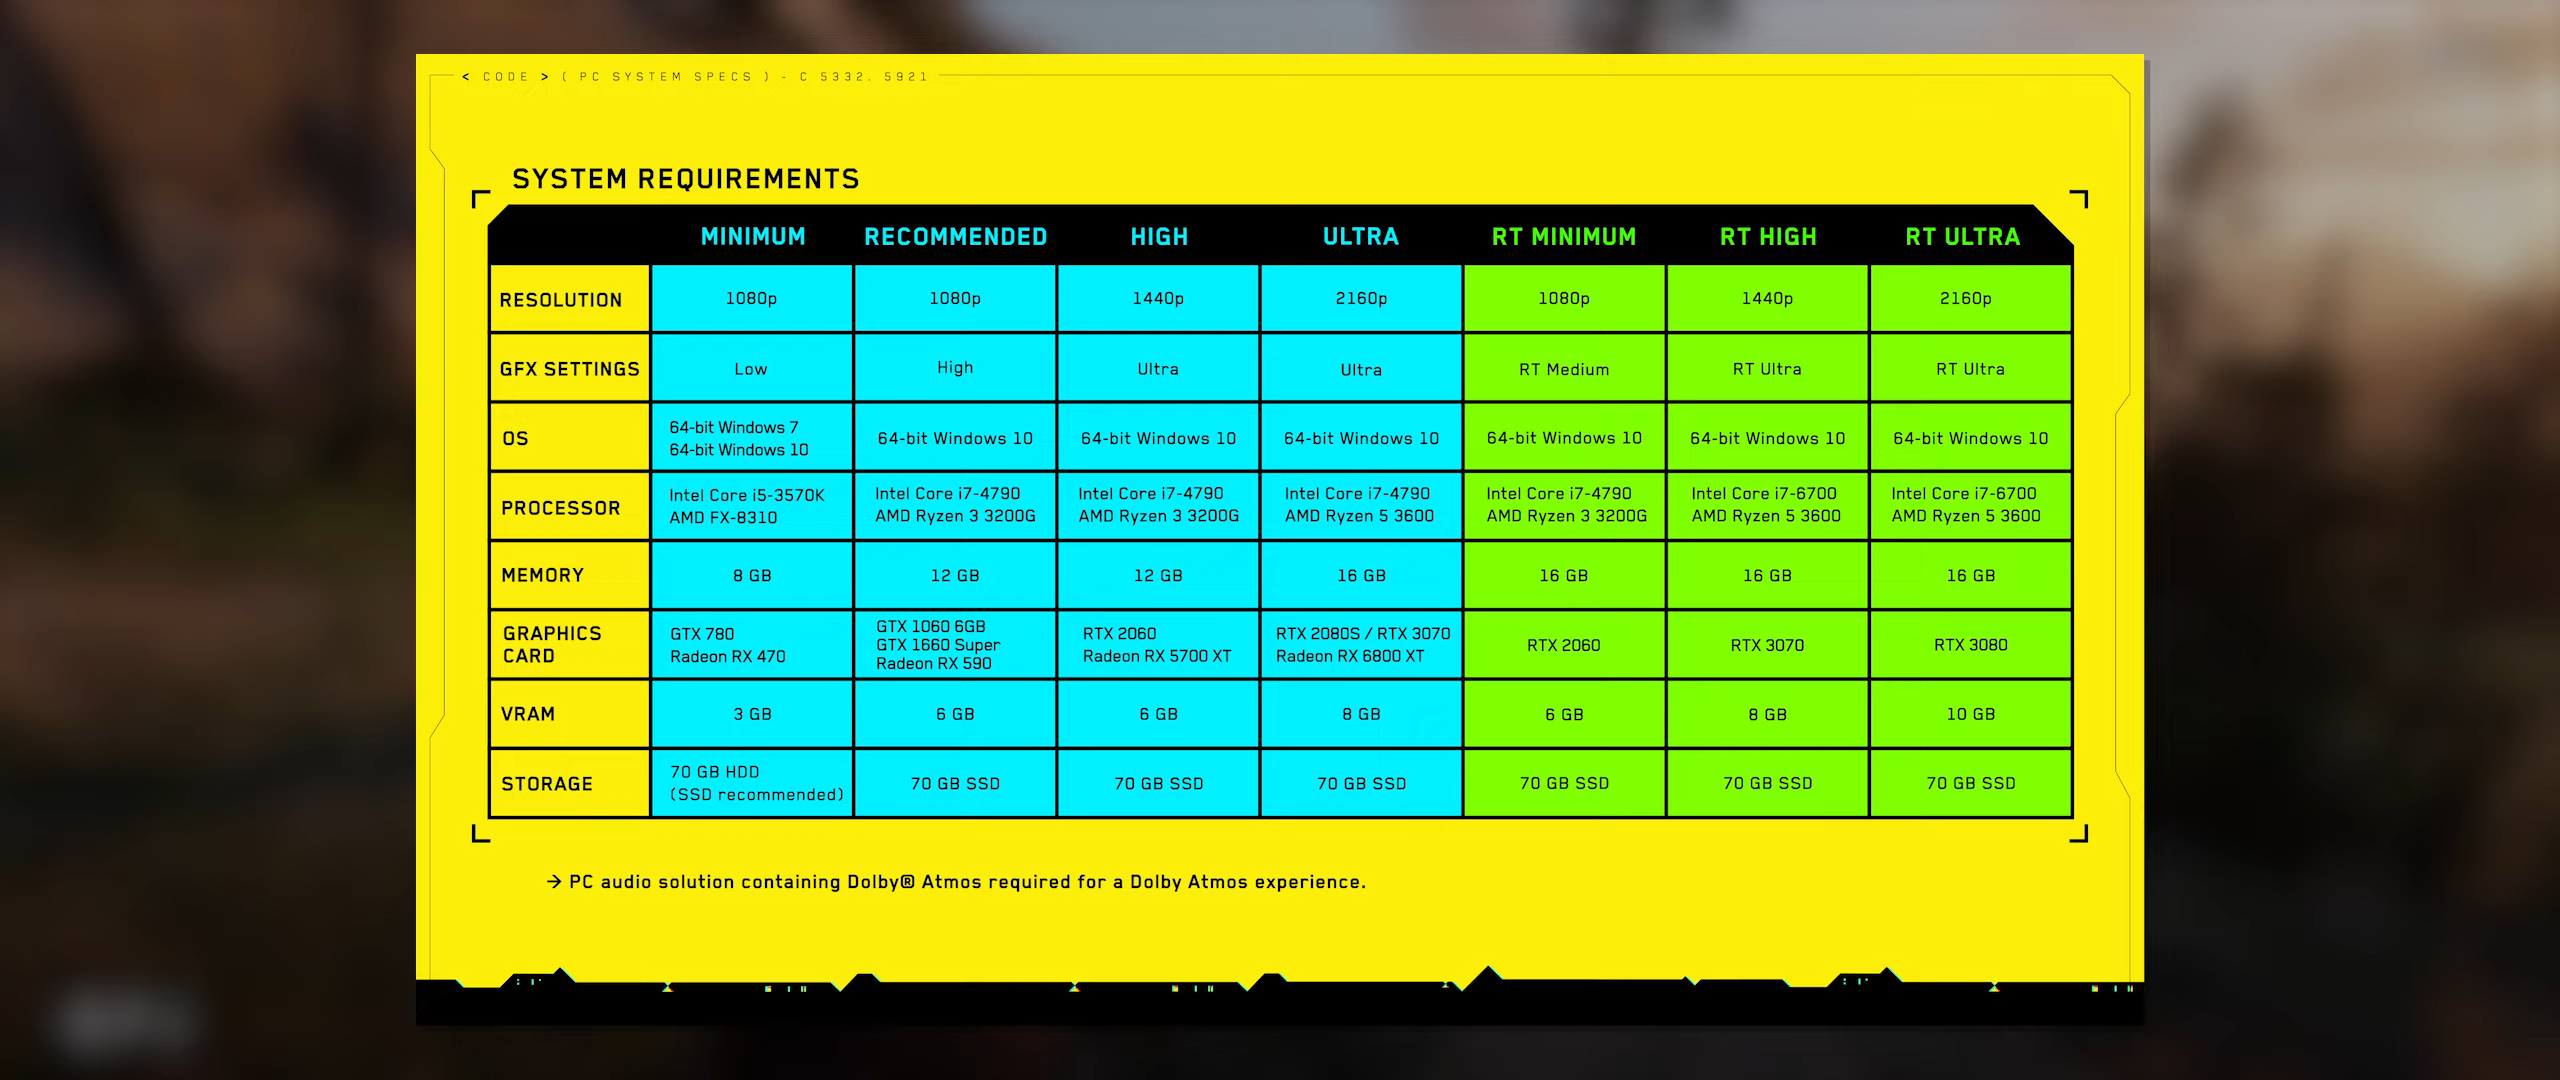 < CODE > ( PC SYSTEM SPECS ) - C 5332. 5921
SYSTEM REQUIREMENTS
MINIMUM RECOMMENDED HIGH ULTRA RT MINIMUM RT HIGH RT ULTRA
RESOLUTION 1080p 1080p 1440p 2160p 1080p 1440p 2160p
GFX SETTINGS Low High Ultra Ultra RT Medium RT Ultra RT Ultra
OS
64-bit Windows 7
64-bit Windows 10
64-bit Windows 10
64-bit Windows 10
64-bit Windows 10
64-bit Windows 10
64-bit Windows 10
64-bit Windows 10
PROCESSOR
Intel Core i5-3570K
AMD FX-8310
Intel Core i7-4790
AMD Ryzen 3 3200G
Intel Core i7-4790
AMD Ryzen 3 3200G
Intel Core i7-4790
AMD Ryzen 5 3600
Intel Core i7-4790
AMD Ryzen 3 3200G
Intel Core i7-6700
AMD Ryzen 5 3600
Intel Core i7-6700
AMD Ryzen 5 3600
MEMORY 8 GB 12 GB 12 GB 16 GB 16 GB 16 GB 16 GB
GRAPHICS
CARD
GTX 780
Radeon RX 470
GTX 1060 6GB
GTX 1660 Super
Radeon RX 590
RTX 2060
Radeon RX 5700 XT
RTX 2080S / RTX 3070
Radeon RX 6800 XT
RTX 2060
RTX 3070
RTX 3080
VRAM 3 GB 6 GB 6 GB 8 GB 6 GB 8 GB 10 GB
STORAGE
70 GB HDD
(SSD recommended)
70 GB SSD
70 GB SSD
70 GB SSD
70 GB SSD
70 GB SSD
70 GB SSD
→ PC audio solution containing Dolby® Atmos required for a Dolby Atmos experience.